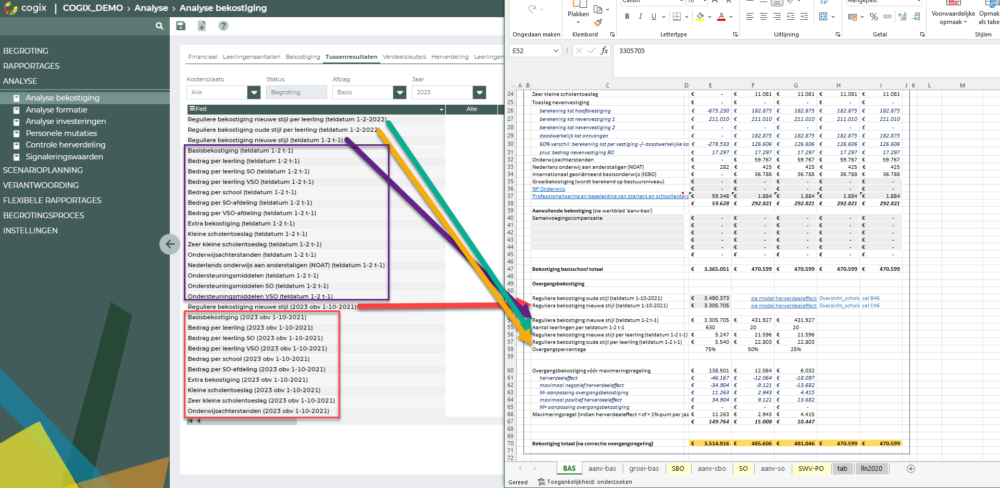 cogix | COGIX_DEMO › Analyse › Analyse bekostiging
BEGROTING
RAPPORTAGES
ANALYSE
Analyse bekostiging
Analyse formatie
Analyse investeringen
Personele mutaties
Controle herverdeling
Signaleringswaarden
SCENARIOPLANNING
VERANTWOORDING
FLEXIBELE RAPPORTAGES
BEGROTINGSPROCES
INSTELLINGEN
Financieel Leerlingenaantallen Bekostiging Tussenresultaten Verdeelsleutels Herverdeling Leerlingen
Kostenplaats Status Afslag Jaar
Alle Begroting Basis 2023
Feit Alle
Reguliere bekostiging nieuwe stijl per leerling (teldatum 1-2-2022)
Reguliere bekostiging oude stijl per leerling (teldatum 1-2-2022)
Reguliere bekostiging nieuwe stijl (teldatum 1-2 t-1)
Basisbekostiging (teldatum 1-2 t-1)
Bedrag per leerling (teldatum 1-2 t-1)
Bedrag per leerling SO (teldatum 1-2 t-1)
Bedrag per leerling VSO (teldatum 1-2 t-1)
Bedrag per school (teldatum 1-2 t-1)
Bedrag per SO-afdeling (teldatum 1-2 t-1)
Bedrag per VSO-afdeling (teldatum 1-2 t-1)
Extra bekostiging (teldatum 1-2 t-1)
Kleine scholentoeslag (teldatum 1-2 t-1)
Zeer kleine scholentoeslag (teldatum 1-2 t-1)
Onderwijsachterstanden (teldatum 1-2 t-1)
Nederlands onderwijs aan anderstaligen (NOAT) (teldatum 1-2 t-1)
Ondersteuningsmiddelen (teldatum 1-2 t-1)
Ondersteuningsmiddelen SO (teldatum 1-2 t-1)
Ondersteuningsmiddelen VSO (teldatum 1-2 t-1)
Reguliere bekostiging nieuwe stijl (2023 obv 1-10-2021)
Basisbekostiging (2023 obv 1-10-2021)
Bedrag per leerling (2023 obv 1-10-2021)
Bedrag per leerling SO (2023 obv 1-10-2021)
Bedrag per leerling VSO (2023 obv 1-10-2021)
Bedrag per school (2023 obv 1-10-2021)
Bedrag per SO-afdeling (2023 obv 1-10-2021)
Extra bekostiging (2023 obv 1-10-2021)
Kleine scholentoeslag (2023 obv 1-10-2021)
Zeer kleine scholentoeslag (2023 obv 1-10-2021)
Onderwijsachterstanden (2023 obv 1-10-2021)
Plakken
B I U A % 000
Voorwaardelijke opmaak
Opmak als tabe
Ongedaan maken Klembord Lettertype Uitlijning Getal Stijlen
E52 fx 3305705
A B C D E F G H I J K L M
24 Zeer kleine scholentoeslag € - € 11.081 € 11.081 € 11.081 € 11.081
25 Toeslag nevenvestiging € - € - € - € - € -
26 berekening kst hoofdvestiging € -675.230 € 182.875 € 182.875 € 182.875 € 182.875
27 berekening kst nevenvestiging 1 € 211.010 € 211.010 € 211.010 € 211.010 € 211.010
28 berekening kst nevenvestiging 2 € - € - € - € - € -
29 daadwerkelijk kst ontvangen € - € 182.875 € 182.875 € 182.875 € 182.875
30 60% verschil: berekening kst per vestiging -/- daadwerkelijke kst € -278.533 € 126.606 € 126.606 € 126.606 € 126.606
31 plus: bedrag nevenvestiging BO € 17.297 € 17.297 € 17.297 € 17.297 € 17.297
32 Onderwijsachterstanden € - € 59.767 € 59.767 € 59.767 € 59.767
33 Nederlans onderwij aan anderstaligen (NOAT) € 282 € 425 € 425 € 425 € 425
34 Internationaal georiënteerd basisonderwijs (IGBO) € - € 36.788 € 36.788 € 36.788 € 36.788
35 Groeibekostiging (wordt berekend op bestuursniveau) € - € - € - € - € -
36 NP Onderwijs € - € - € - € - € -
37 Professionalisering en begeleiding van starters en schoolleiders € 59.346 € 1.884 € 1.884 € 1.884 € 1.884
38 € 59.628 € 292.821 € 292.821 € 292.821 € 292.821
39 Aanvullende bekostiging (zie werkblad 'aanv-bas')
40 Samenvoegingscompensatie € - € - € - € - € -
41 € - € - € - € - € -
42 € - € - € - € - € -
43 € - € - € - € - € -
44 € - € - € - € - € -
45 € - € - € - € - € -
46
47 Bekostiging basisschool totaal € 3.365.051 € 470.599 € 470.599 € 470.599 € 470.599
48
49 Overgangsbekostiging
50
Reguliere bekostiging oude stijl (teldatum 1-10-2021) € 3.490.373 zie model herverdeeleffect Overzicht_schole cel B46
Reguliere bekostiging nieuwe stijl (teldatum 1-10-2021) € 3.305.705 zie model herverdeeleffect Overzicht_schole cel C46
Reguliere bekostiging nieuwe stijl (teldatum 1-2 t-1) € 3.305.705 € 431.927 € 431.927
55 Aantal leerlingen per teldatum 1-2 t-1 630 20 20
56 Reguliere bekostiging nieuwe stijl per leerling (teldatum 1-2 t-1) € 5.247 € 21.596 € 21.596
57 Reguliere bekostiging oude stijl per leerling (teldatum 1-2 t-1) € 5.540 € 22.803 € 22.803
58 Overgangspercentage 75% 50% 25%
59
60 Overgangsbekostiging vóór maximeringsregeling € 138.501 € 12.064 € 6.032
61 herverdeeleffect € -46.167 € -12.064 € -18.097
62 maximaal negatief herverdeeleffect € -34.904 € -9.121 € -13.682
63 M- aanpassing overgangsbekostiging € 11.263 € 2.943 € 4.415
64 maximaal positief herverdeeleffect € 34.904 € 9.121 € 13.682
65 M+ aanpassing overgangsbekostiging € - € - € -
66 Maximeringsregel (indien herverdeeleffect < of > 1%-punt per jaa € 11.263 € 2.943 € 4.415
67 € 149.764 € 15.008 € 10.447
68
69
70 Bekostiging totaal (na correctie overgangsregeling) € 3.514.816 € 485.606 € 481.046 € 470.599 € 470.599
71
72
BAS aanv-bas groei-bas SBO aanv-sbo SO aanv-so SWV-PO tab lln2020
Gereed Toegankelijkheid: onderzoeken